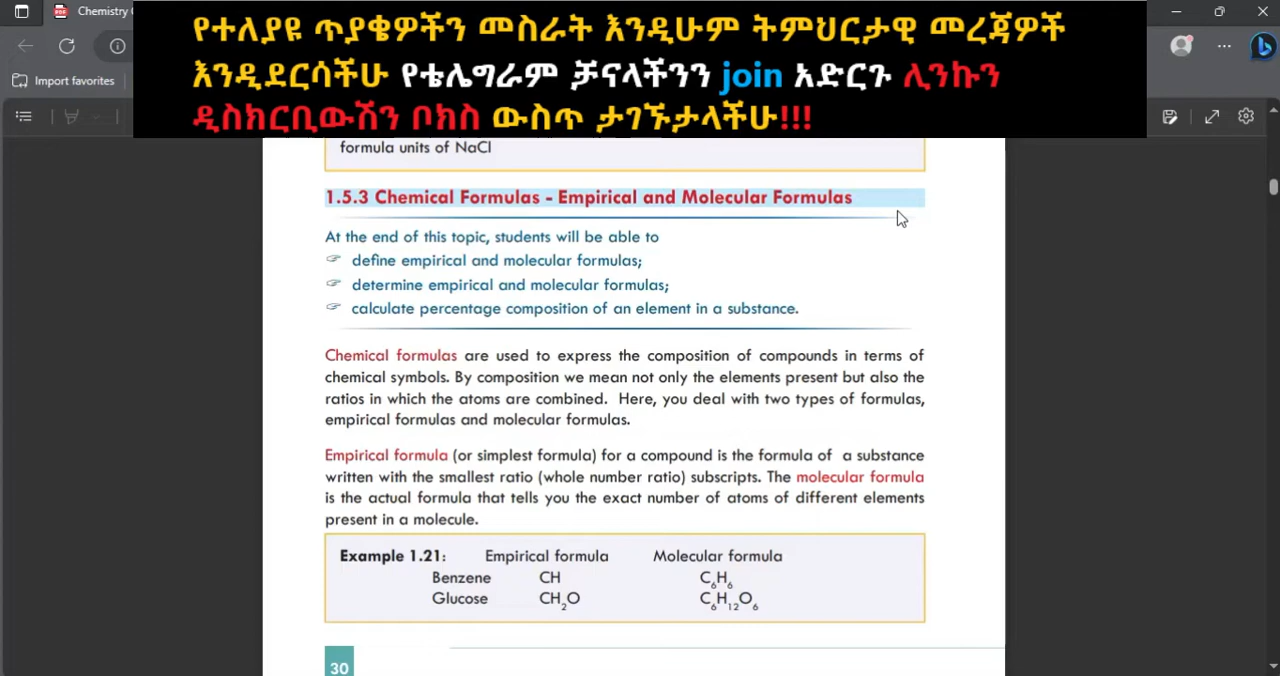 Chemistry
የተለያዩ ጥያቄዎችን መስራት እንዲሁም ትምህርታዊ መረጃዎች
እንዲደርሳችሁ የቴሌግራም ቻናላችንን join አድርጉ ሊንኩን
ዲስክርቢውሽን ቦክስ ውስጥ ታገኙታላችሁ!!!
Import favorites
formula units of NaCl
1.5.3 Chemical Formulas - Empirical and Molecular Formulas
At the end of this topic, students will be able to
☞ define empirical and molecular formulas;
☞ determine empirical and molecular formulas;
☞ calculate percentage composition of an element in a substance.
Chemical formulas are used to express the composition of compounds in terms of
chemical symbols. By composition we mean not only the elements present but also the
ratios in which the atoms are combined. Here, you deal with two types of formulas,
empirical formulas and molecular formulas.
Empirical formula (or simplest formula) for a compound is the formula of a substance
written with the smallest ratio (whole number ratio) subscripts. The molecular formula
is the actual formula that tells you the exact number of atoms of different elements
present in a molecule.
Example 1.21: Empirical formula Molecular formula
Benzene CH C₆H₆
Glucose CH₂O C₆H₁₂O₆
30